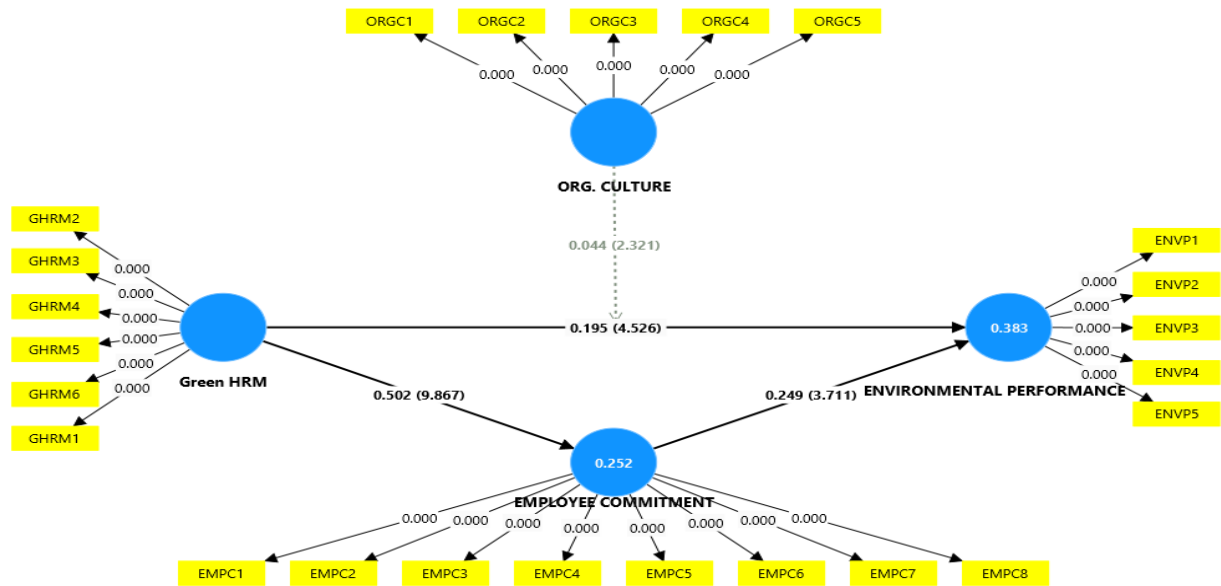 ORGC1 ORGC2 ORGC3 ORGC4 ORGC5
0.000 0.000 0.000 0.000 0.000
ORG. CULTURE
0.044 (2.321)
GHRM2
GHRM3
GHRM4
GHRM5
GHRM6
GHRM1
0.000
0.000
0.000
0.000
0.000
0.000
Green HRM
0.195 (4.526)
0.502 (9.867)
0.249 (3.711)
0.383
ENVIRONMENTAL PERFORMANCE
0.000
0.000
0.000
0.000
0.000
ENVP1
ENVP2
ENVP3
ENVP4
ENVP5
0.252
EMPLOYEE COMMITMENT
0.000 0.000 0.000 0.000 0.000 0.000 0.000 0.000
EMPC1 EMPC2 EMPC3 EMPC4 EMPC5 EMPC6 EMPC7 EMPC8